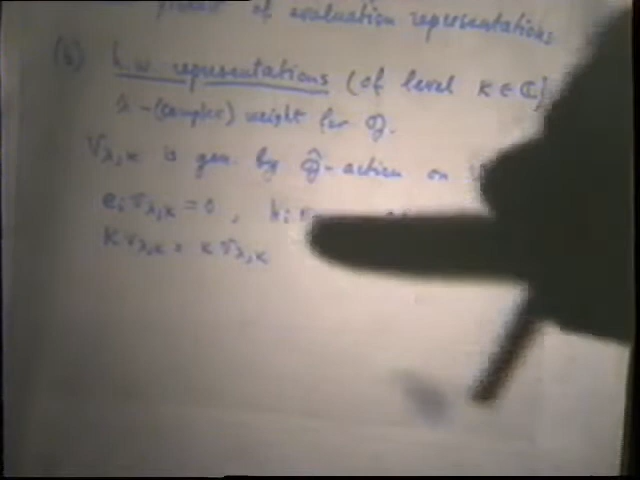 of evaluation representations
(b) h.w. representations (of level κ ∈ ℂ)
λ -(complex) weight for 𝔤.
V_{λ,κ} is gen. by 𝔤̂-action on
e_i v_{λ,κ} = 0, h_i
K v_{λ,κ} = κ v_{λ,κ}